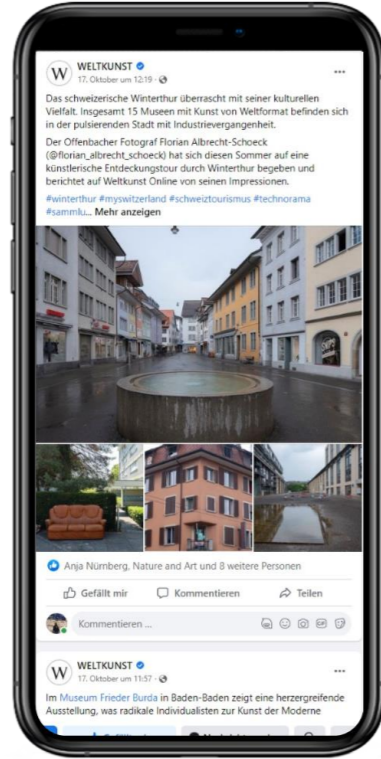 W
WELTKUNST
17. Oktober um 12:19 ·
Das schweizerische Winterthur überrascht mit seiner kulturellen
Vielfalt. Insgesamt 15 Museen mit Kunst von Weltformat befinden sich
in der pulsierenden Stadt mit Industrievergangenheit.
Der Offenbacher Fotograf Florian Albrecht-Schoeck
(@florian_albrecht_schoeck) hat sich diesen Sommer auf eine
künstlerische Entdeckungstour durch Winterthur begeben und
berichtet auf Weltkunst Online von seinen Impressionen.
#winterthur #myswitzerland #schweiztourismus #technorama
#sammlu... Mehr anzeigen
Anja Nürnberg, Nature and Art und 8 weitere Personen
Gefällt mir
Kommentieren
Teilen
Kommentieren ...
GIF
W
WELTKUNST
17. Oktober um 11:57 ·
Im Museum Frieder Burda in Baden-Baden zeigt eine herzergreifende
Ausstellung, was radikale Individualisten zur Kunst der Moderne